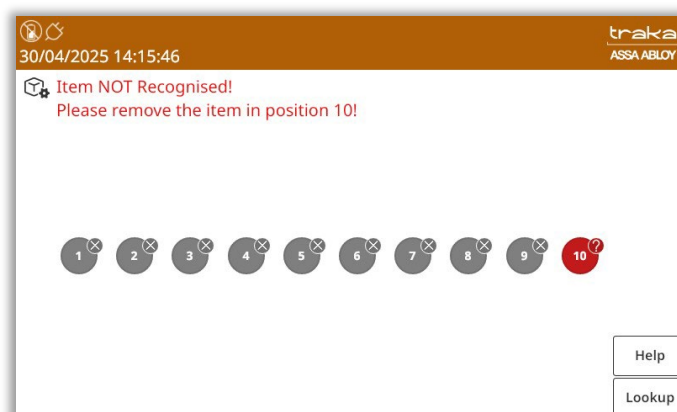 traka
30/04/2025 14:15:46
ASSA ABLOY
Item NOT Recognised!
Please remove the item in position 10!
1 2 3 4 5 6 7 8 9 10 ?
Help
Lookup